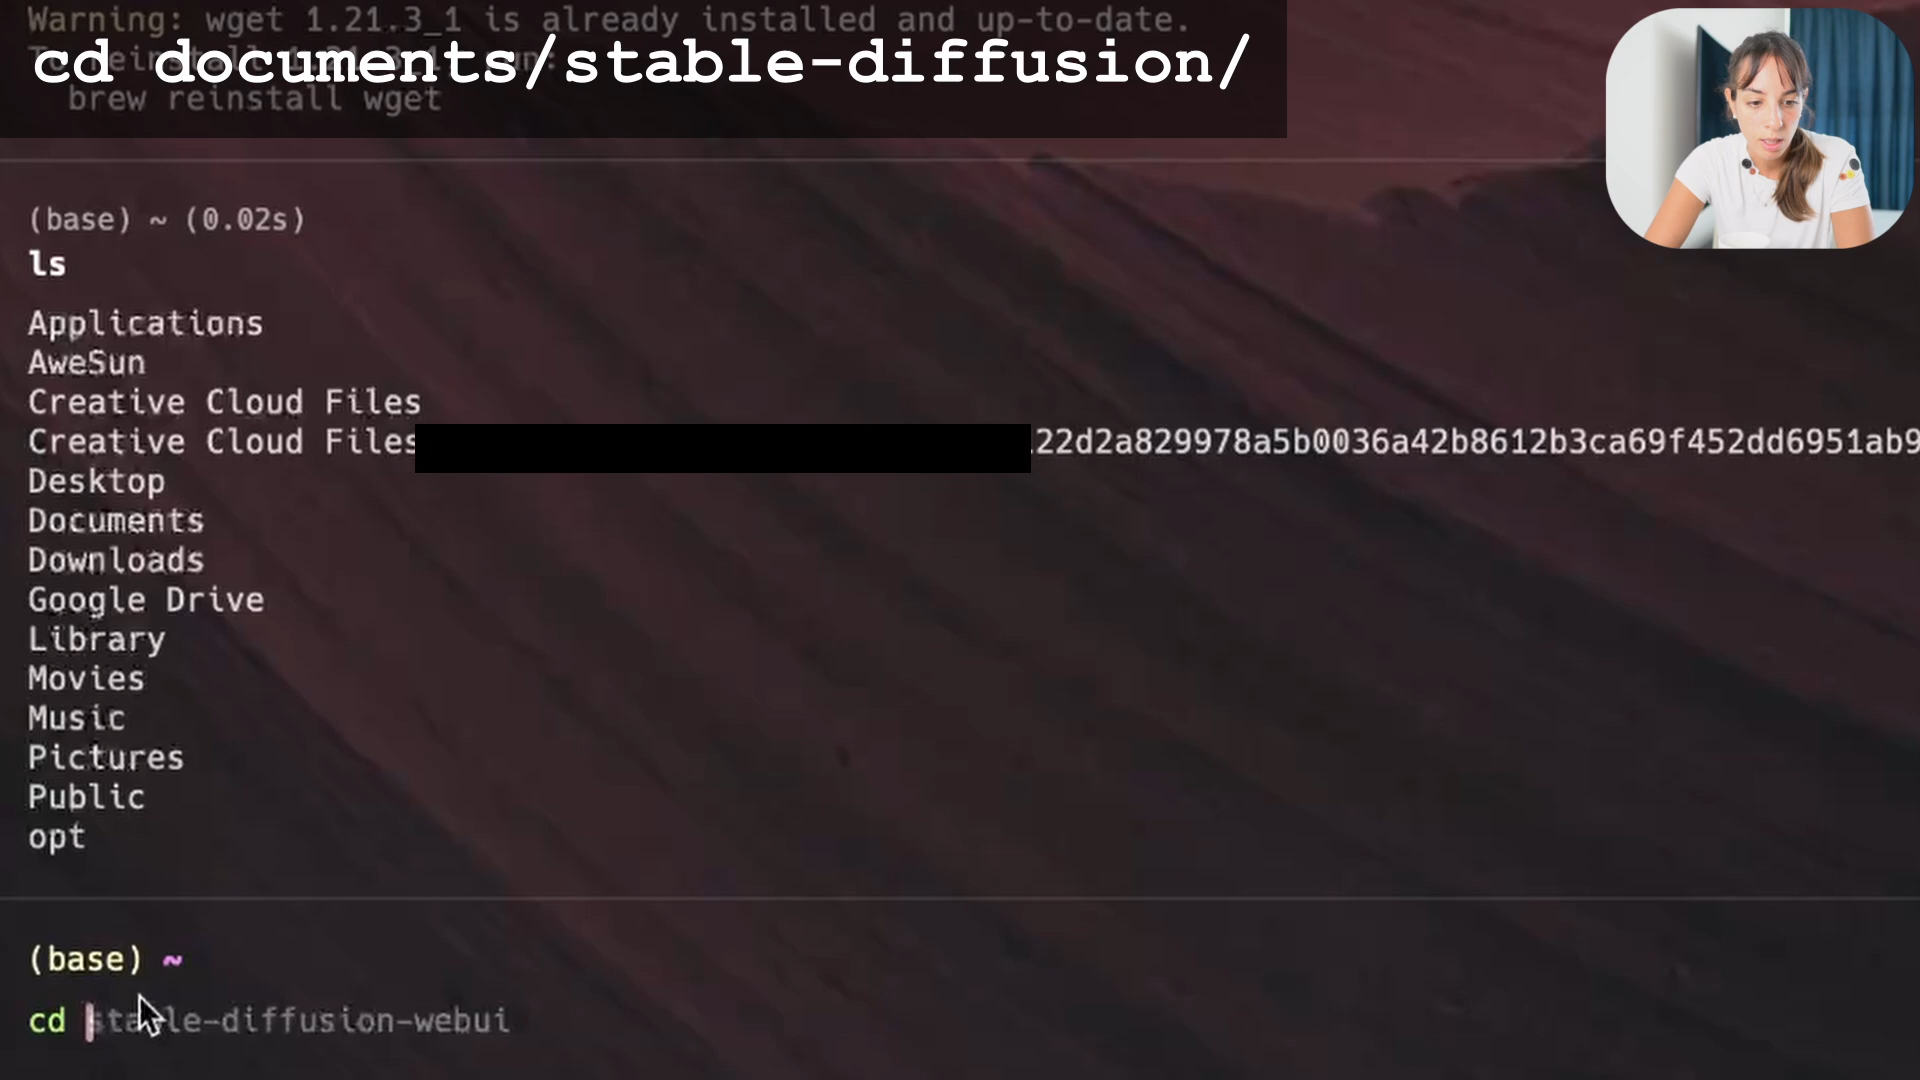 Warning: wget 1.21.3_1 is already installed and up-to-date.
cd documents/stable-diffusion/
brew reinstall wget
(base) ~ (0.02s)
ls
Applications
AweSun
Creative Cloud Files
Creative Cloud Files 22d2a829978a5b0036a42b8612b3ca69f452dd6951ab9
Desktop
Documents
Downloads
Google Drive
Library
Movies
Music
Pictures
Public
opt
(base) ~
cd stable-diffusion-webui